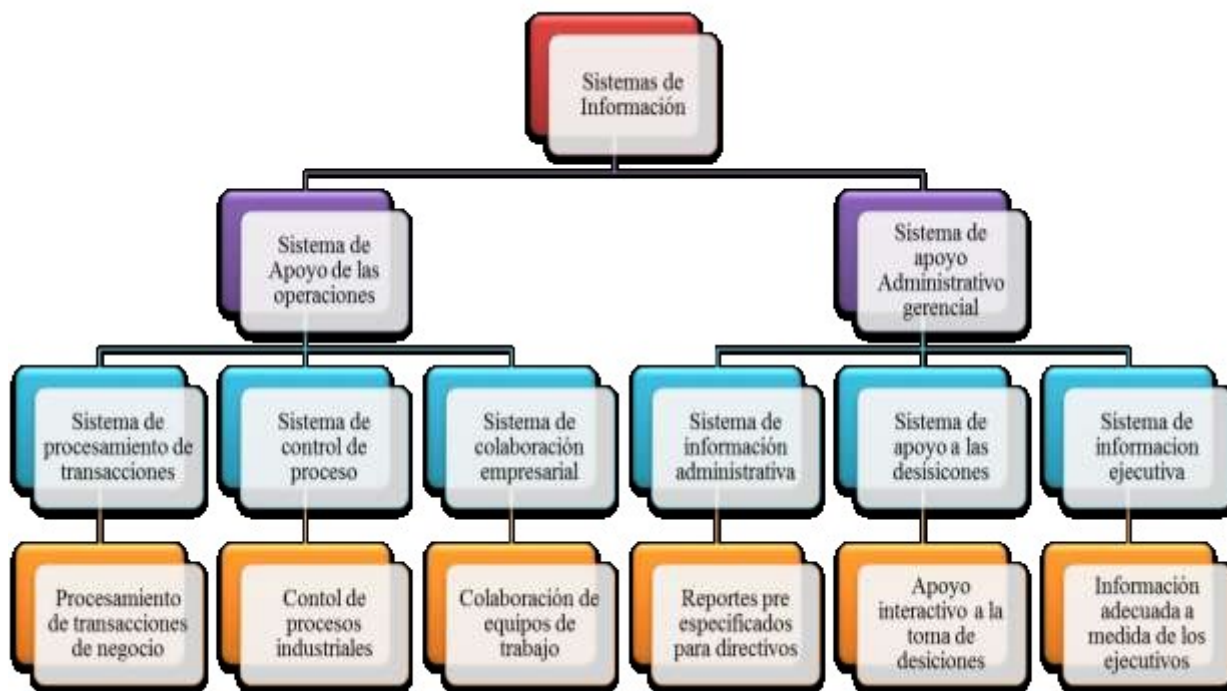 Sistemas de
Información
Sistema de
Apoyo de las
operaciones
Sistema de
apoyo
Administrativo
gerencial
Sistema de
procesamiento de
transacciones
Sistema de
control de
proceso
Sistema de
colaboración
empresarial
Sistema de
información
administrativa
Sistema de
apoyo a las
desisicones
Sistema de
informacion
ejecutiva
Procesamiento
de transacciones
de negocio
Contol de
procesos
industriales
Colaboración de
equipos de
trabajo
Reportes pre
especificados
para directivos
Apoyo
interactivo a la
toma de
desiciones
Información
adecuada a
medida de los
ejecutivos